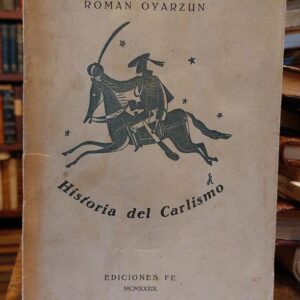 ROMAN OYARZUN
Historia del Carlismo
EDICIONES FE
MCMXXXIX